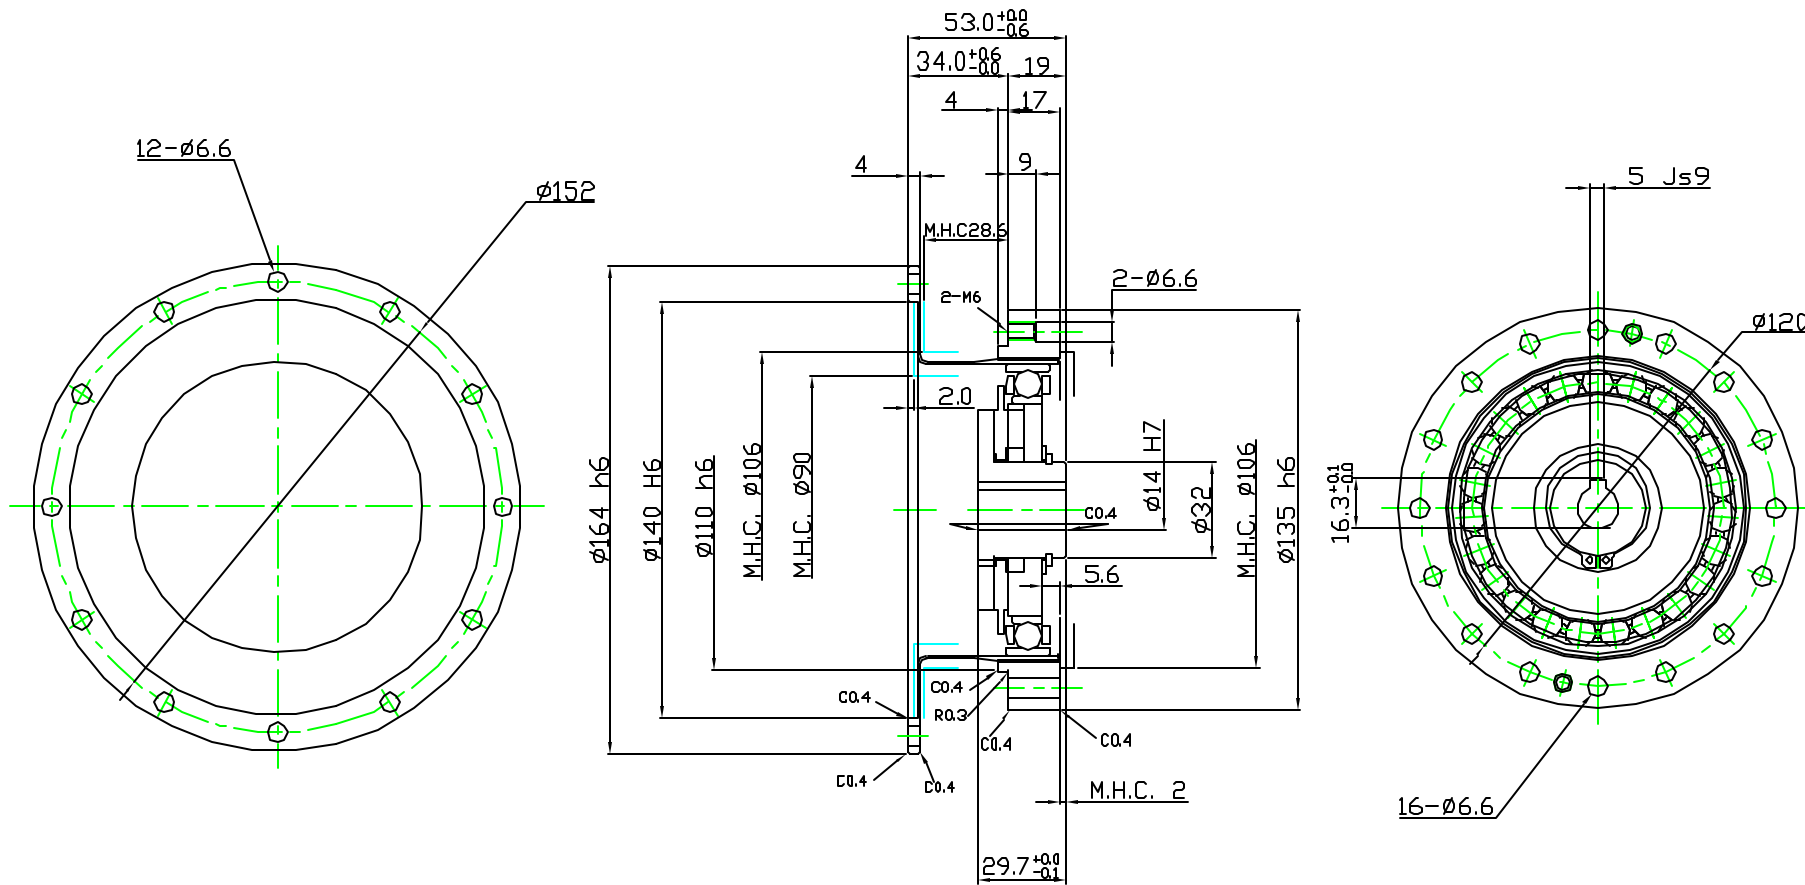 12-ø6.6
ø152
53.0 +0.0 -0.6
34.0 +0.6 -0.0
19
4
17
4
9
M.H.C28.6
2-M6
2-ø6.6
2.0
ø164 h6
ø140 H6
ø110 h6
M.H.C. ø106
M.H.C. ø90
C0.4
ø14 H7
ø32
M.H.C. ø106
ø135 h6
5.6
C0.4
C0.4
R0.3
C0.4
C0.4
C0.4
C0.4
M.H.C. 2
29.7 +0.0 -0.1
5 Js9
ø120
16.3 +0.1 -0.0
16-ø6.6